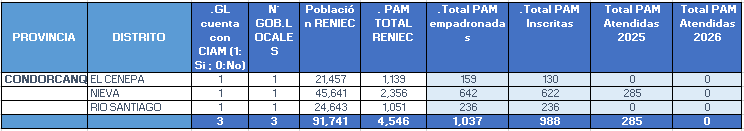 PROVINCIA DISTRITO .GL cuenta con CIAM (1: Si ; 0:No) N° GOB.LOCALES Población RENIEC . PAM TOTAL RENIEC .Total PAM empadronadas .Total PAM Inscritas Total PAM Atendidas 2025 Total PAM Atendidas 2026
CONDORCANQ EL CENEPA 1 1 21,457 1,139 159 130 0 0
NIEVA 1 1 45,641 2,356 642 622 285 0
RIO SANTIAGO 1 1 24,643 1,051 236 236 0 0
3 3 91,741 4,546 1,037 988 285 0